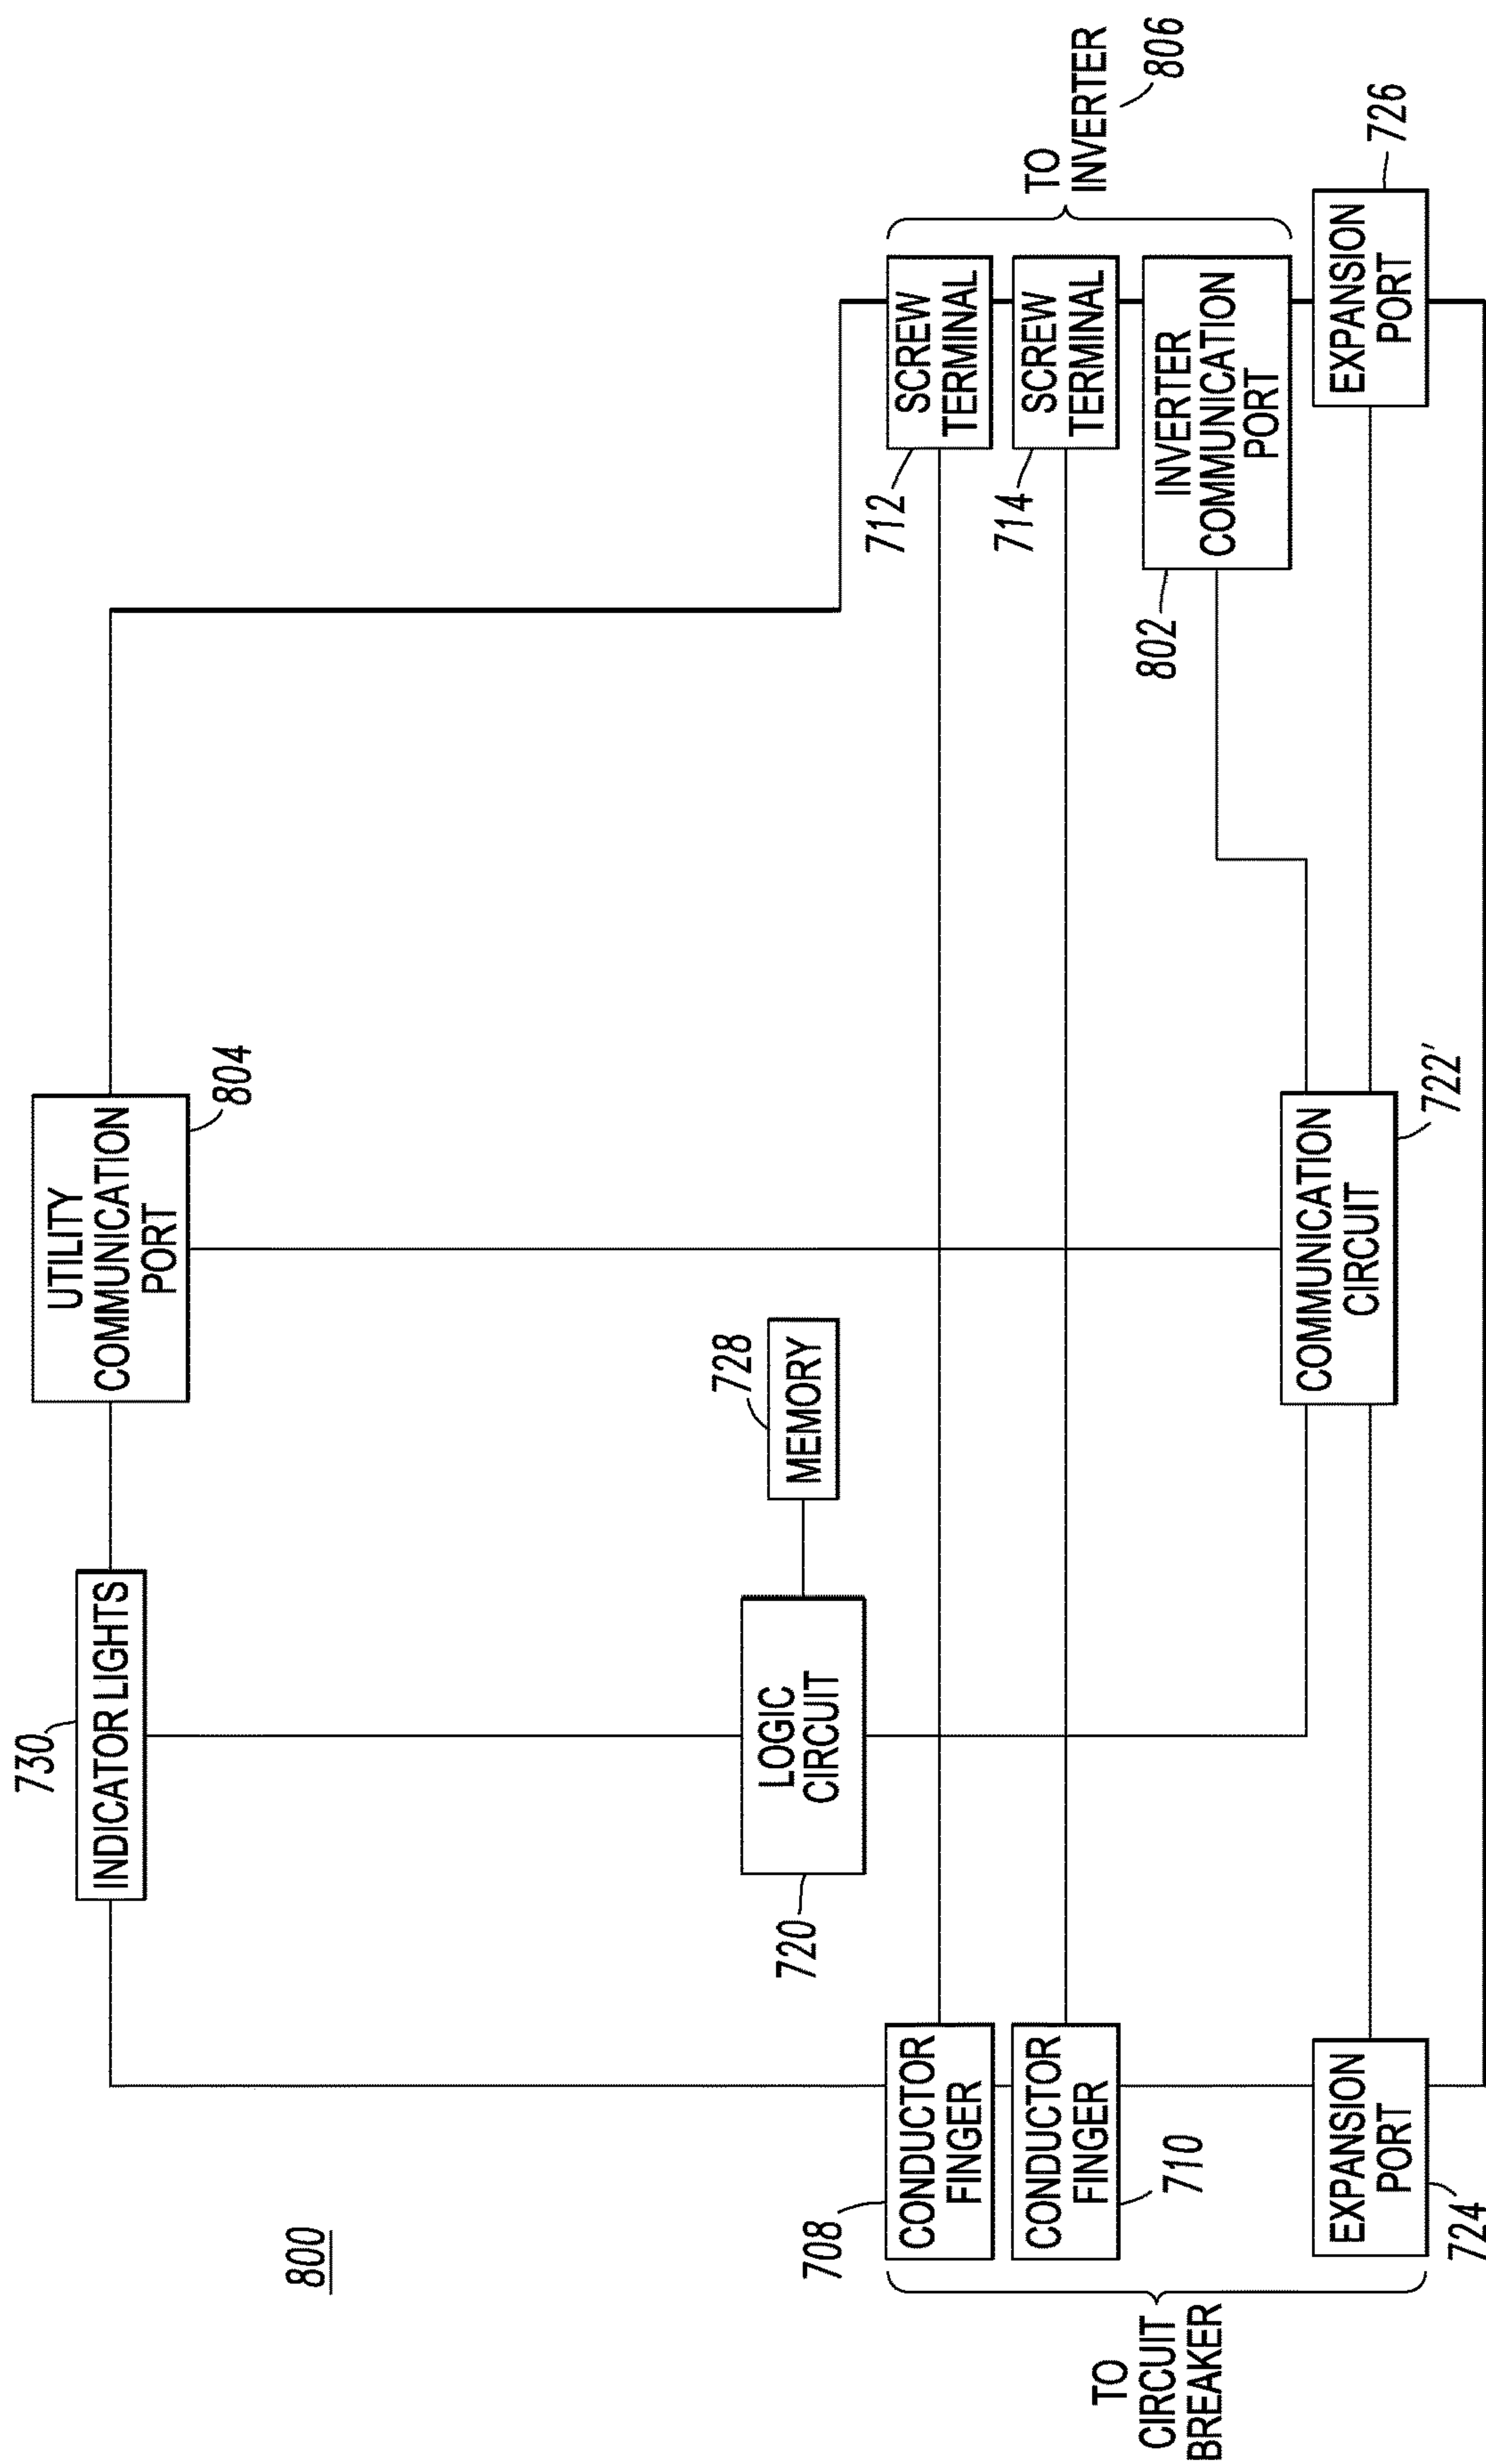 800
730
INDICATOR LIGHTS
UTILITY
COMMUNICATION
PORT
804
LOGIC
CIRCUIT
720
MEMORY
728
708
CONDUCTOR
FINGER
CONDUCTOR
FINGER
710
EXPANSION
PORT
724
TO
CIRCUIT
BREAKER
COMMUNICATION
CIRCUIT
722'
SCREW
TERMINAL
712
SCREW
TERMINAL
714
INVERTER
COMMUNICATION
PORT
802
TO
INVERTER
806
EXPANSION
PORT
726